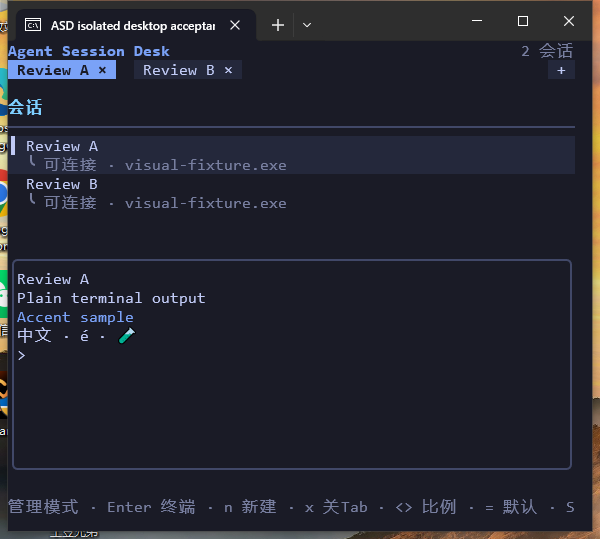 ASD isolated desktop acceptar
Agent Session Desk 2 会话
Review A × Review B × +
会话
Review A
╰ 可连接 · visual-fixture.exe
Review B
╰ 可连接 · visual-fixture.exe
Review A
Plain terminal output
Accent sample
中文 · é · 🧪
>
管理模式 · Enter 终端 · n 新建 · x 关Tab · <> 比例 · = 默认 · S